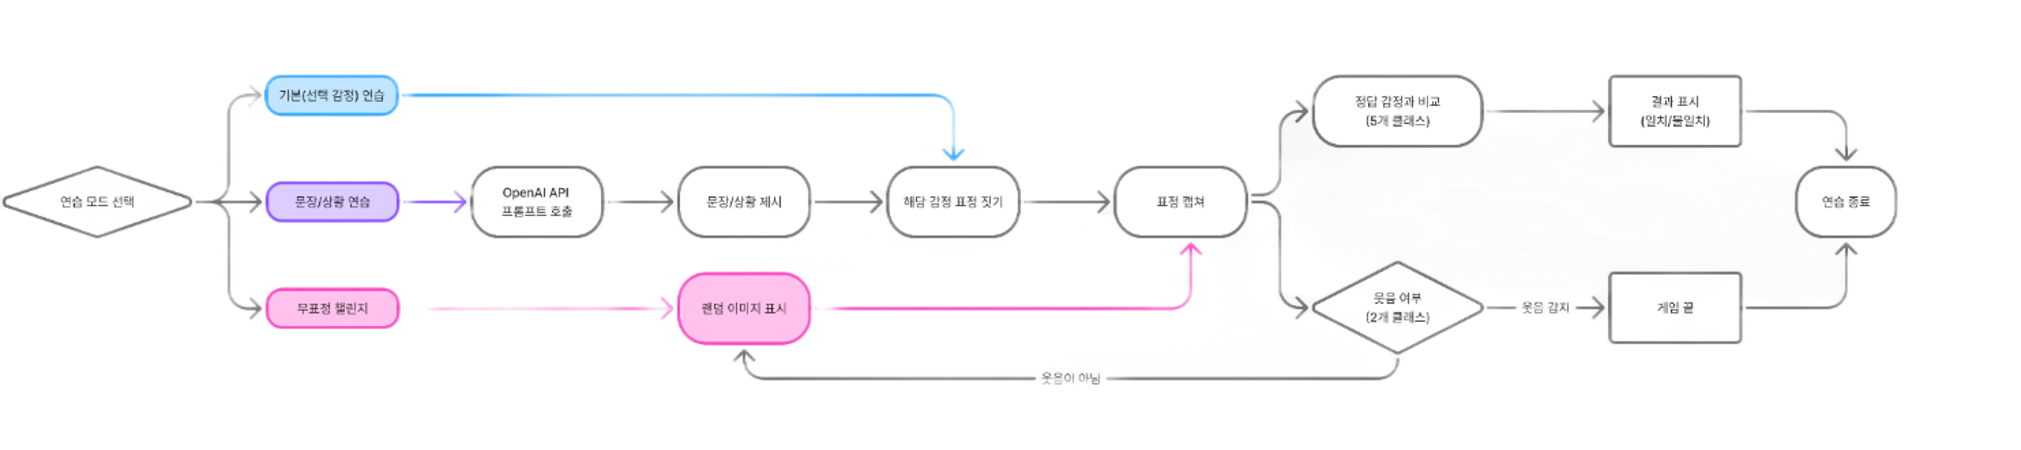 연습 모드 선택
기본(선택 감정) 연습
문장/상황 연습
무표정 챌린지
OpenAI API
프롬프트 호출
문장/상황 제시
랜덤 이미지 표시
해당 감정 표정 짓기
표정 캡쳐
정답 감정과 비교
(5개 클래스)
결과 표시
(일치/불일치)
웃음 여부
(2개 클래스)
웃음 감지
게임 끝
웃음이 아님
연습 종료